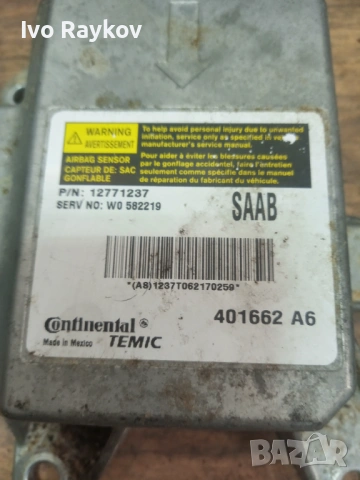 Ivo Raykov
WARNING
AVERTISSEMENT
To help avoid personal injury due to unwanted
initiation, service only as specified in vehicle
manufacturer's service manual.
AIRBAG SENSOR
CAPTEUR DE: SAC
GONFLABLE
Pour aider à éviter les blessures causées
par le gonflage accidentel, faire l'entretien
seulement comme spécifié dans le manuel
de réparation du fabricant du véhicule.
P/N: 12771237
SERV NO: W0 582219
SAAB
*(A8)1237T062170259*
Continental
Made in Mexico
TEMIC
401662 A6
BAZAR